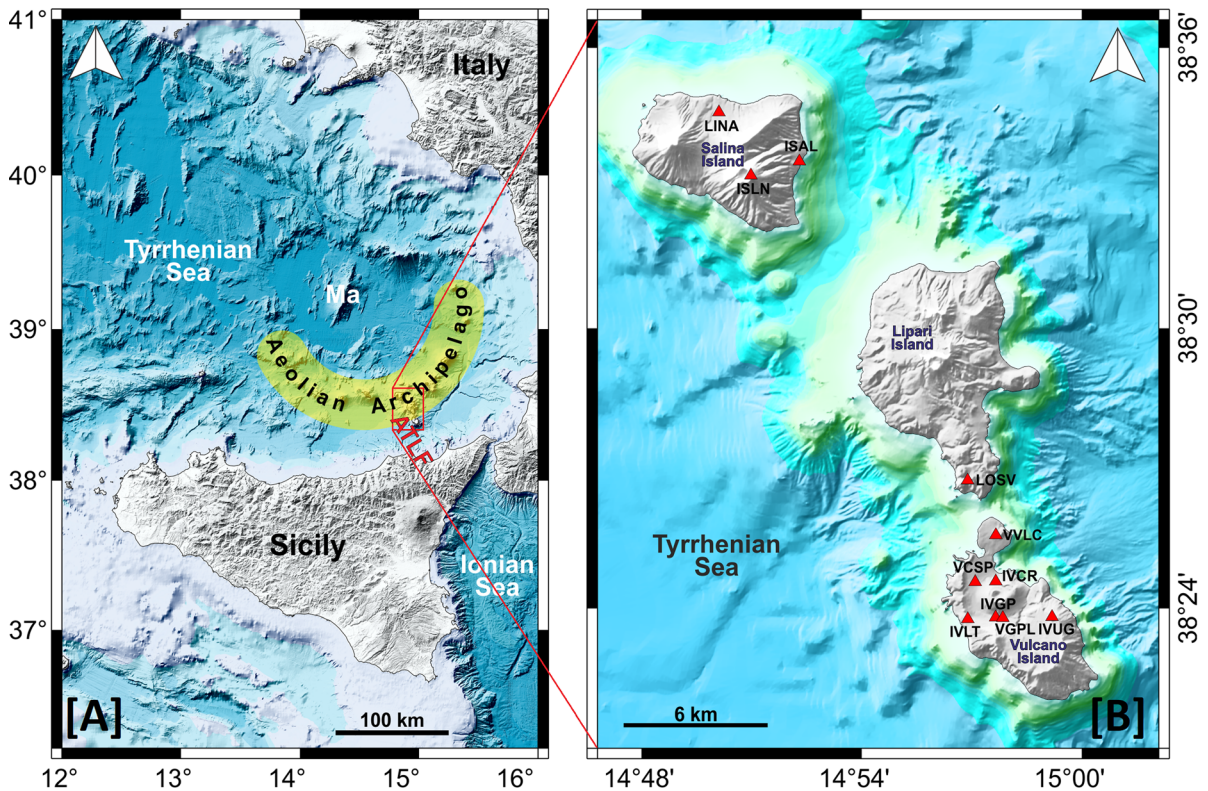 41°
40°
39°
38°
37°
12°
13°
14°
15°
16°
Italy
Tyrrhenian
Sea
Ma
Aeolian Archipelago
ATLF
Sicily
Ionian
Sea
[A]
100 km
LINA
Salina
Island
ISAL
ISLN
Lipari
Island
LOSV
VVLC
VCSP
IVCR
IVGP
IVLT
VGPL
IVUG
Vulcano
Island
Tyrrhenian
Sea
6 km
[B]
38°36'
38°30'
38°24'
14°48'
14°54'
15°00'